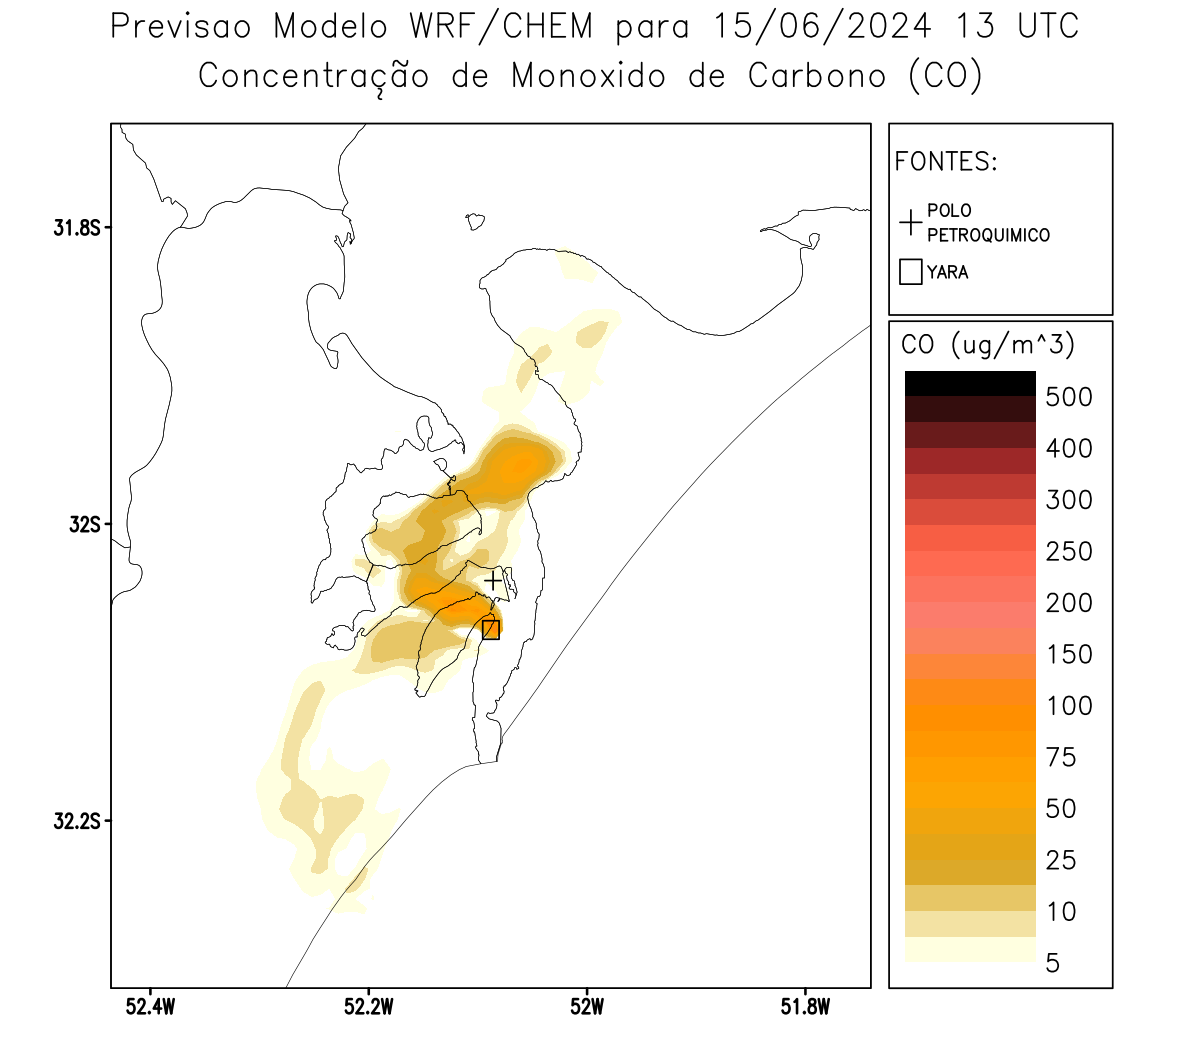 Previsao Modelo WRF/CHEM para 15/06/2024 13 UTC
Concentração de Monoxido de Carbono (CO)
FONTES:
POLO
PETROQUIMICO
YARA
CO (ug/m^3)
500
400
300
250
200
150
100
75
50
25
10
5
31.8S
32S
32.2S
52.4W
52.2W
52W
51.8W